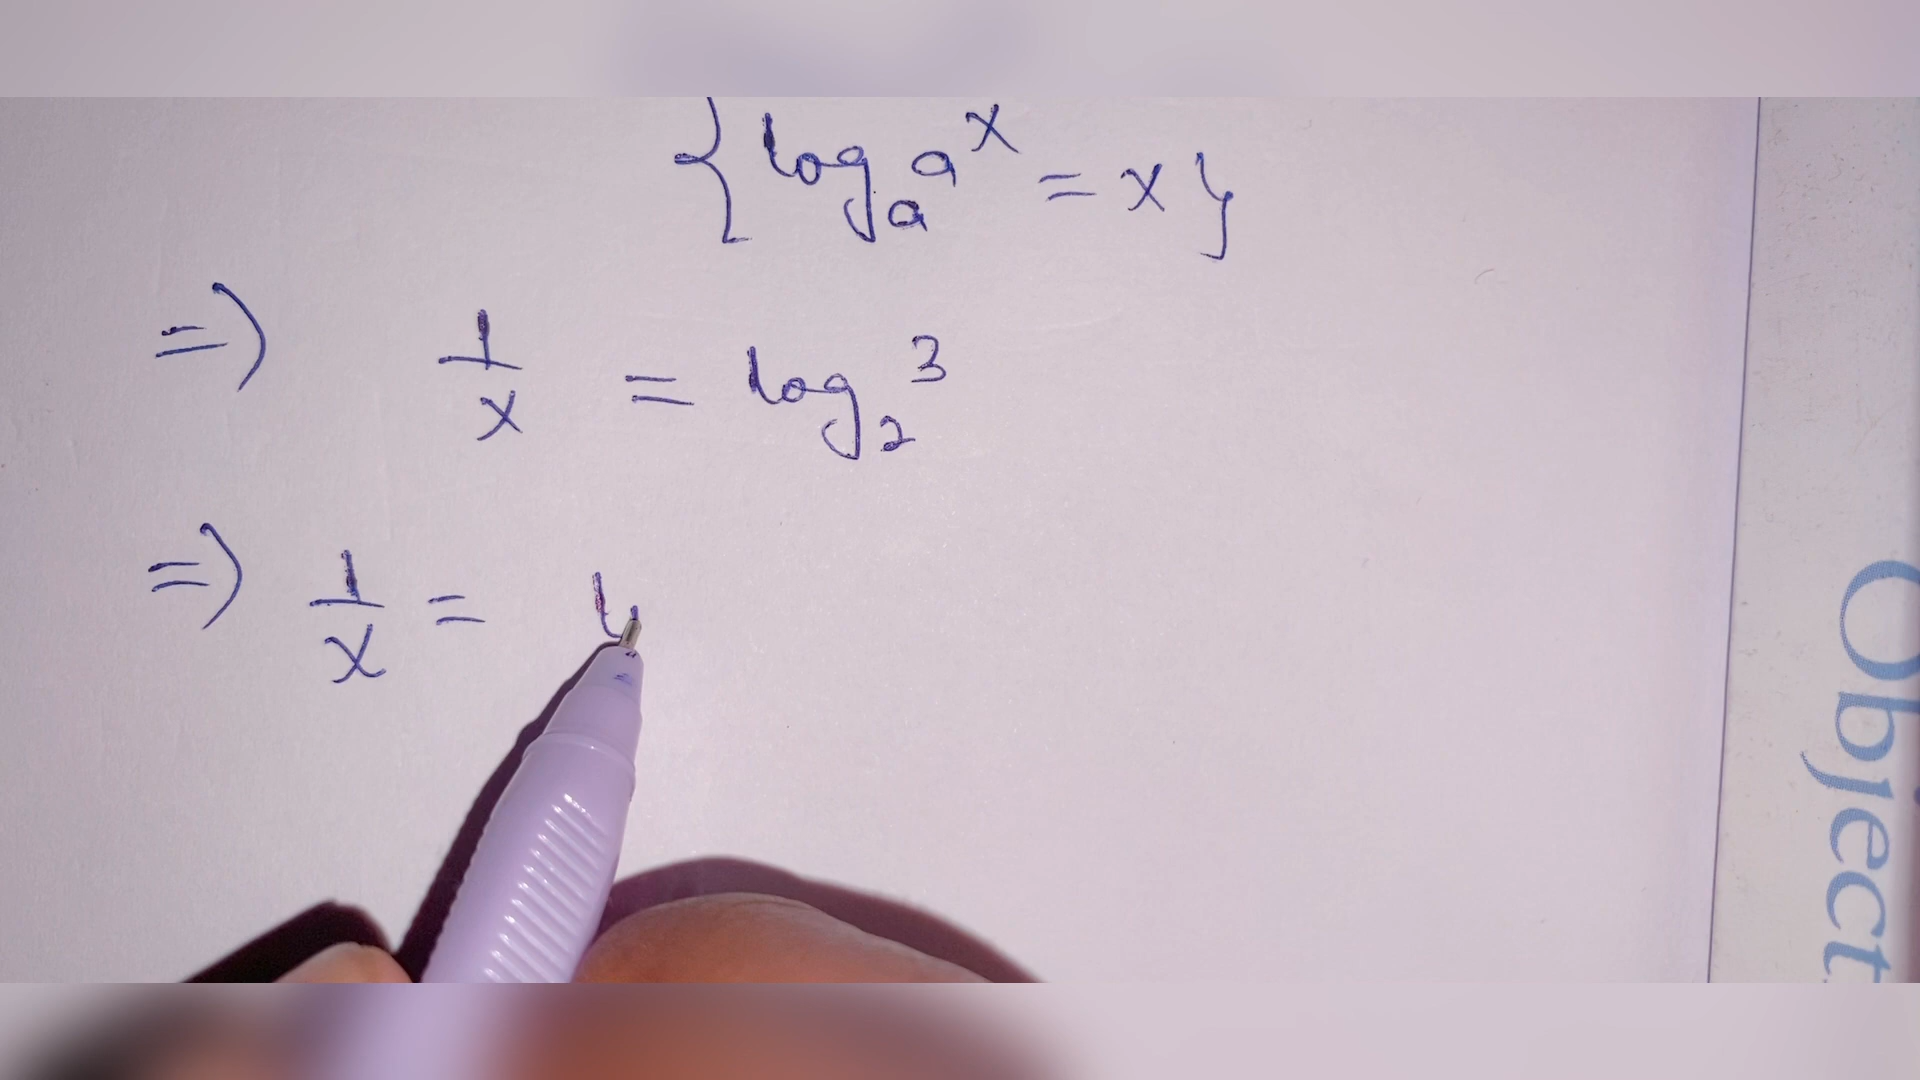 { log_a a^x = x }
=) 1/x = log_2 3
=) 1/x =
Object